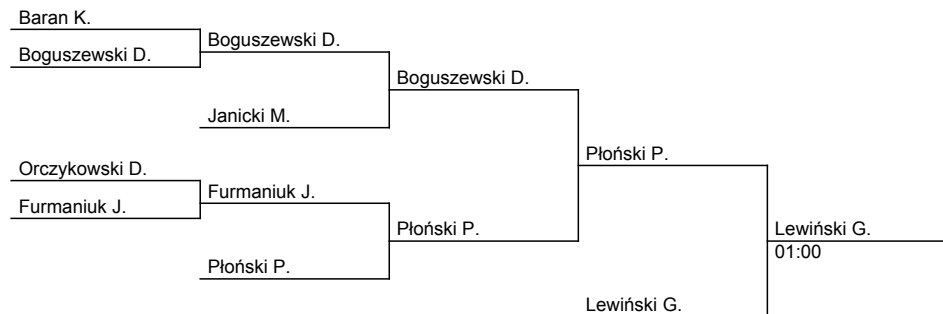 Baran K.
Boguszewski D.
Boguszewski D.
Boguszewski D.
Janicki M.
Płoński P.
Orczykowski D.
Furmaniuk J.
Furmaniuk J.
Płoński P.
Lewiński G.
01:00
Płoński P.
Lewiński G.